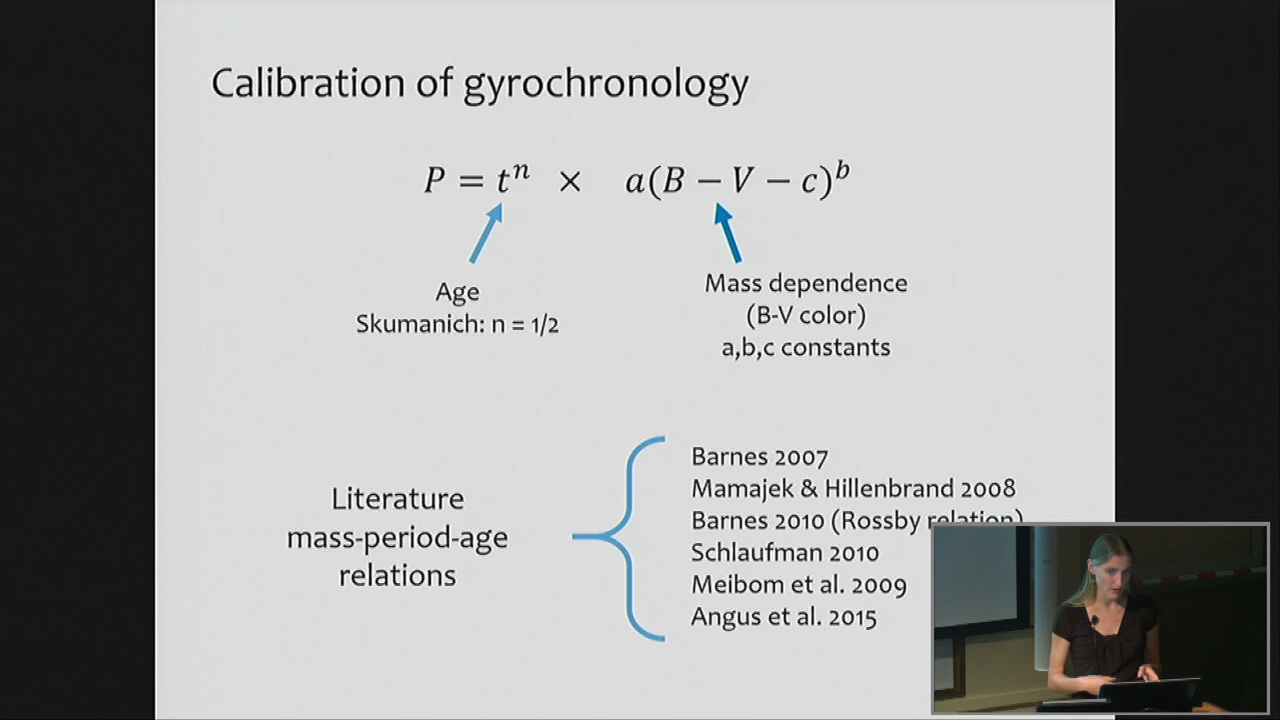 Calibration of gyrochronology
P = tⁿ × a(B − V − c)ᵇ
Age
Skumanich: n = 1/2
Mass dependence
(B-V color)
a,b,c constants
Literature
mass-period-age
relations
Barnes 2007
Mamajek & Hillenbrand 2008
Barnes 2010 (Rossby relation)
Schlaufman 2010
Meibom et al. 2009
Angus et al. 2015